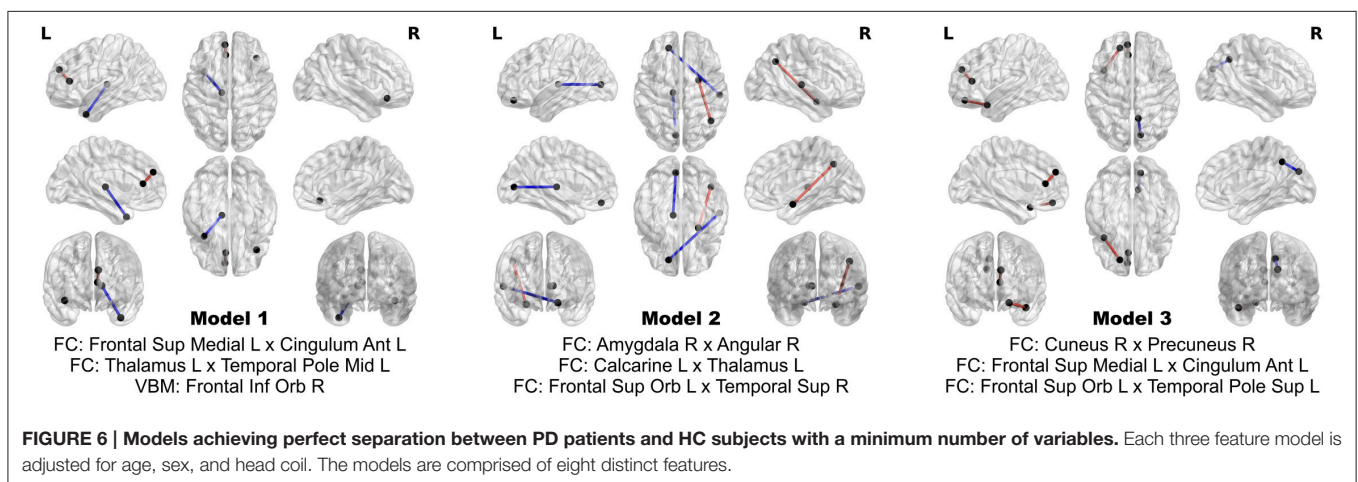 L R L R L R
Model 1
FC: Frontal Sup Medial L x Cingulum Ant L
FC: Thalamus L x Temporal Pole Mid L
VBM: Frontal Inf Orb R
Model 2
FC: Amygdala R x Angular R
FC: Calcarine L x Thalamus L
FC: Frontal Sup Orb L x Temporal Sup R
Model 3
FC: Cuneus R x Precuneus R
FC: Frontal Sup Medial L x Cingulum Ant L
FC: Frontal Sup Orb L x Temporal Pole Sup L
FIGURE 6 | Models achieving perfect separation between PD patients and HC subjects with a minimum number of variables. Each three feature model is
adjusted for age, sex, and head coil. The models are comprised of eight distinct features.